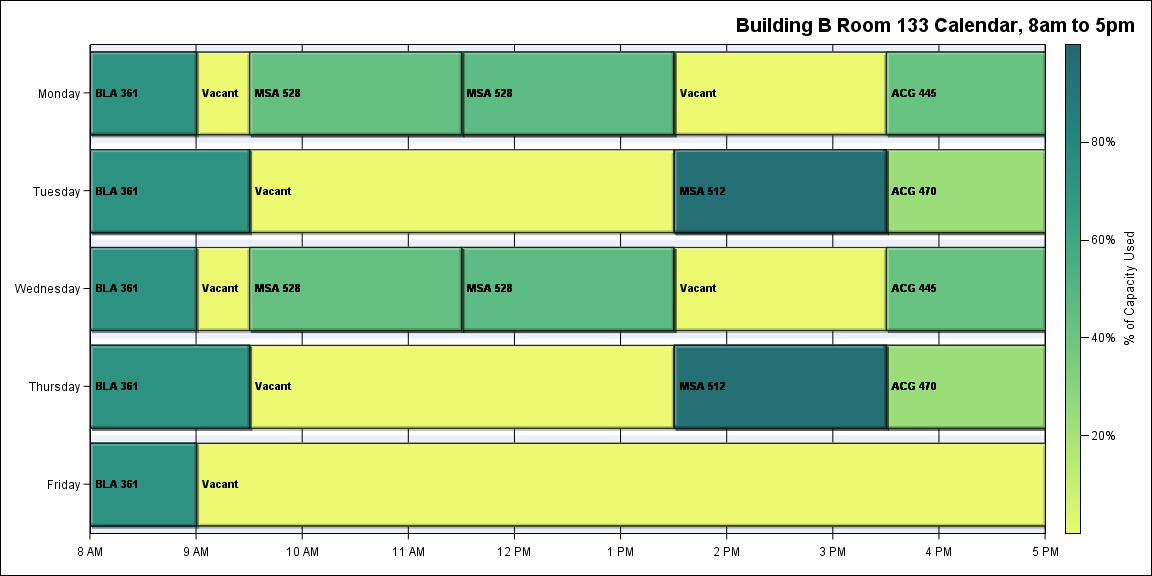 Building B Room 133 Calendar, 8am to 5pm
Monday
BLA 361
Vacant
MSA 528
MSA 528
Vacant
ACG 445
Tuesday
BLA 361
Vacant
MSA 512
ACG 470
Wednesday
BLA 361
Vacant
MSA 528
MSA 528
Vacant
ACG 445
Thursday
BLA 361
Vacant
MSA 512
ACG 470
Friday
BLA 361
Vacant
8 AM
9 AM
10 AM
11 AM
12 PM
1 PM
2 PM
3 PM
4 PM
5 PM
80%
60%
40%
20%
% of Capacity Used